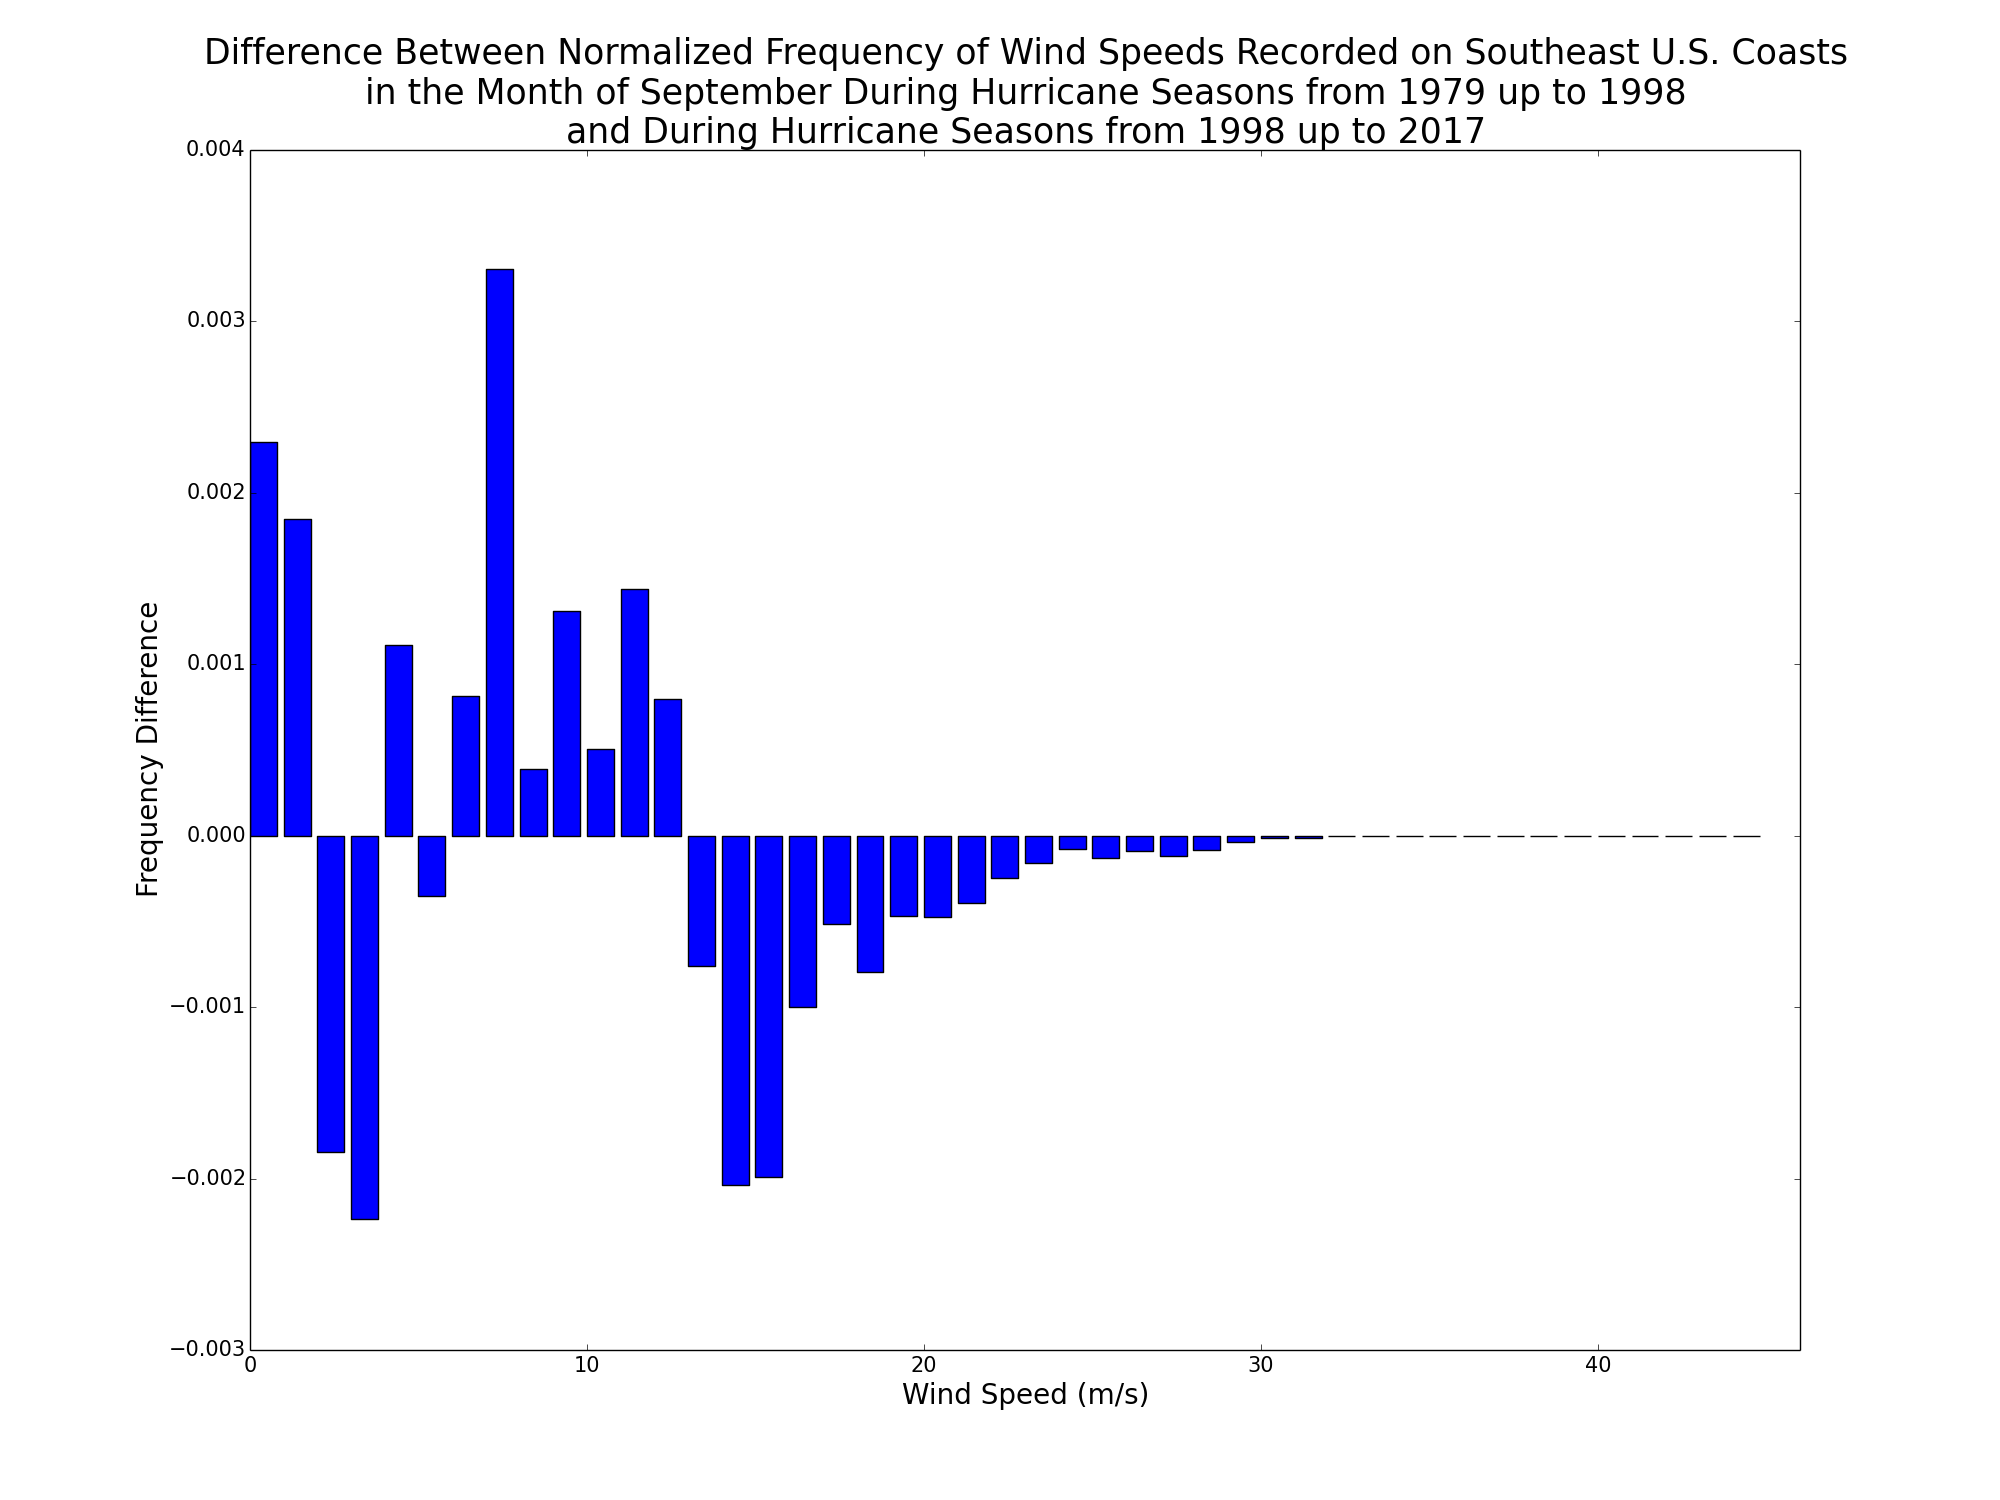 Difference Between Normalized Frequency of Wind Speeds Recorded on Southeast U.S. Coasts
in the Month of September During Hurricane Seasons from 1979 up to 1998
and During Hurricane Seasons from 1998 up to 2017
0.004
0.003
0.002
0.001
0.000
−0.001
−0.002
−0.003
Frequency Difference
0 10 20 30 40
Wind Speed (m/s)